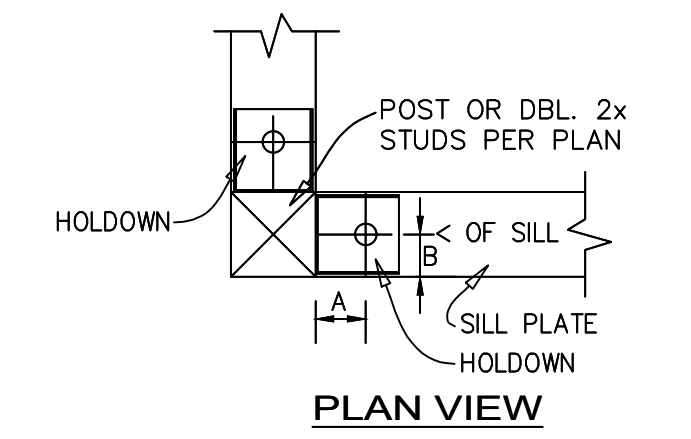 POST OR DBL. 2x
STUDS PER PLAN
HOLDOWN
< OF SILL
B
A
SILL PLATE
HOLDOWN
PLAN VIEW